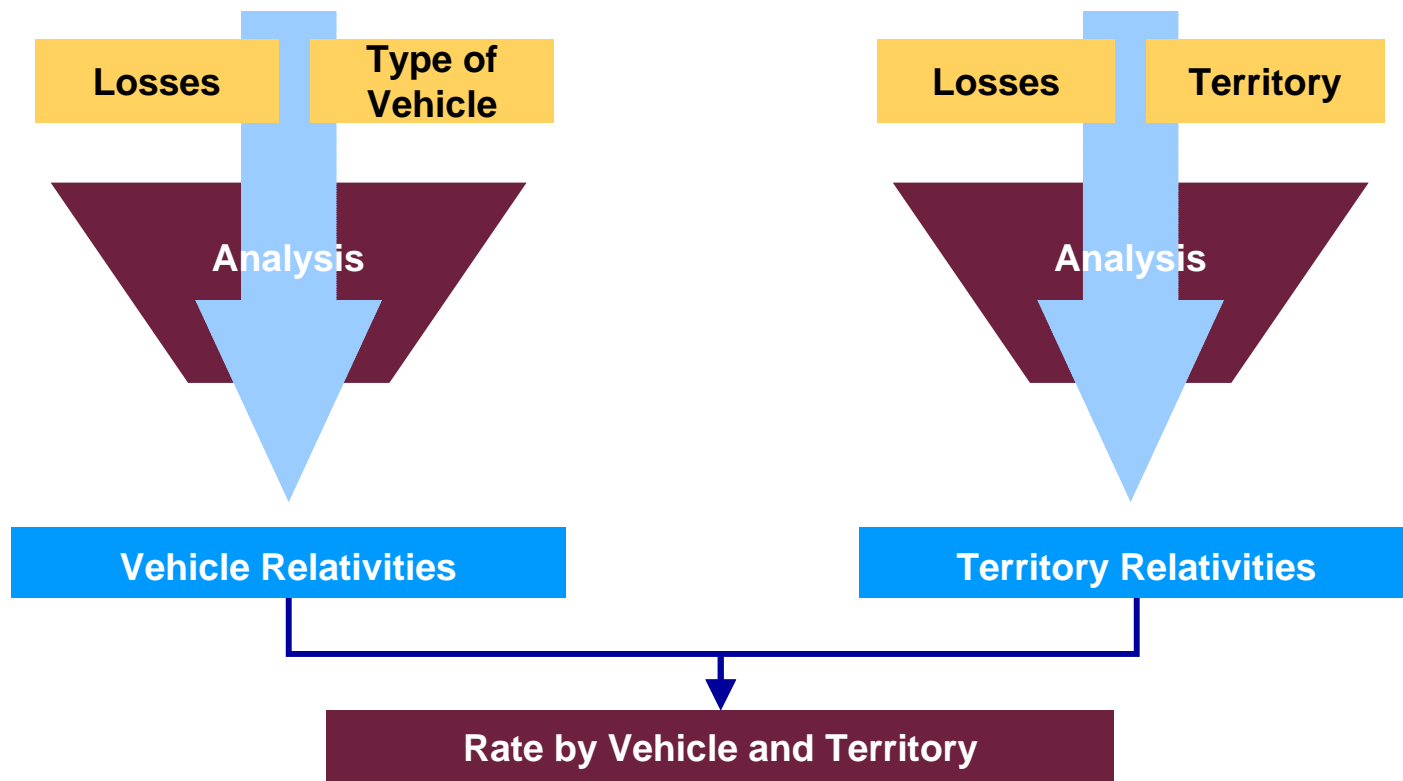 Losses
Type of
Vehicle
Losses
Territory
Analysis
Analysis
Vehicle Relativities
Territory Relativities
Rate by Vehicle and Territory